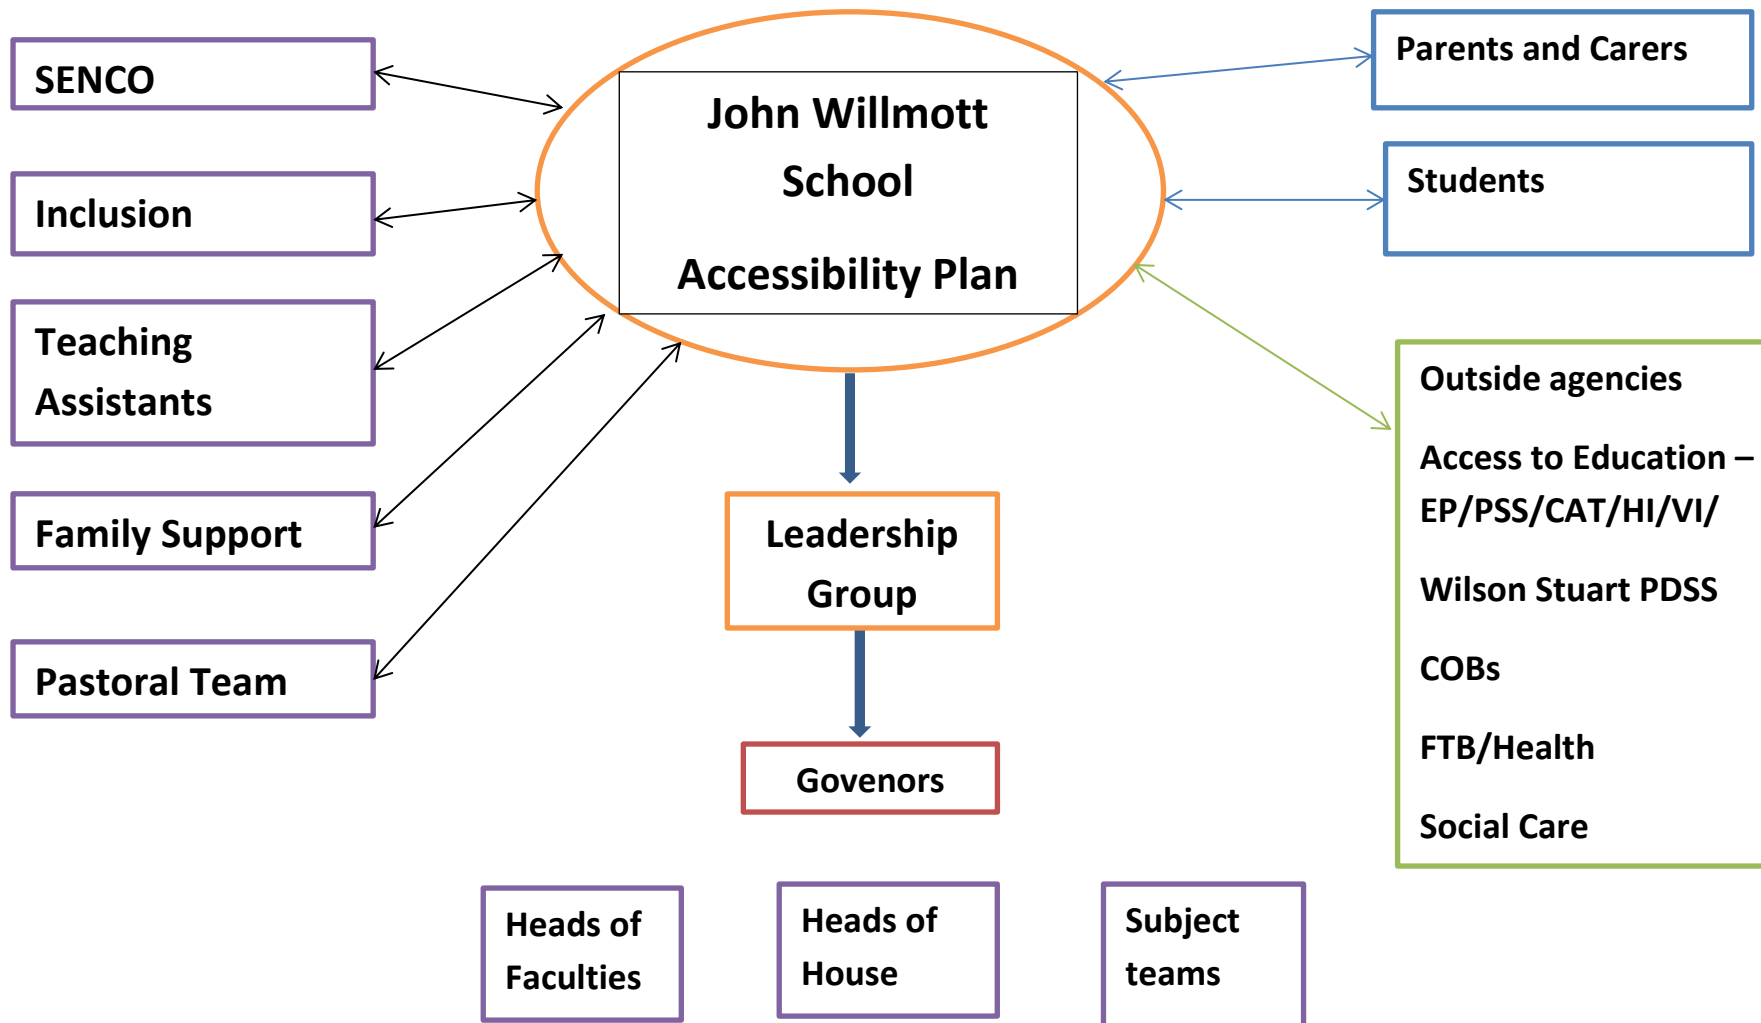 SENCO
Inclusion
Teaching
Assistants
Family Support
Pastoral Team
John Willmott
School
Accessibility Plan
Leadership
Group
Govenors
Parents and Carers
Students
Outside agencies
Access to Education –
EP/PSS/CAT/HI/VI/
Wilson Stuart PDSS
COBs
FTB/Health
Social Care
Heads of
Faculties
Heads of
House
Subject
teams